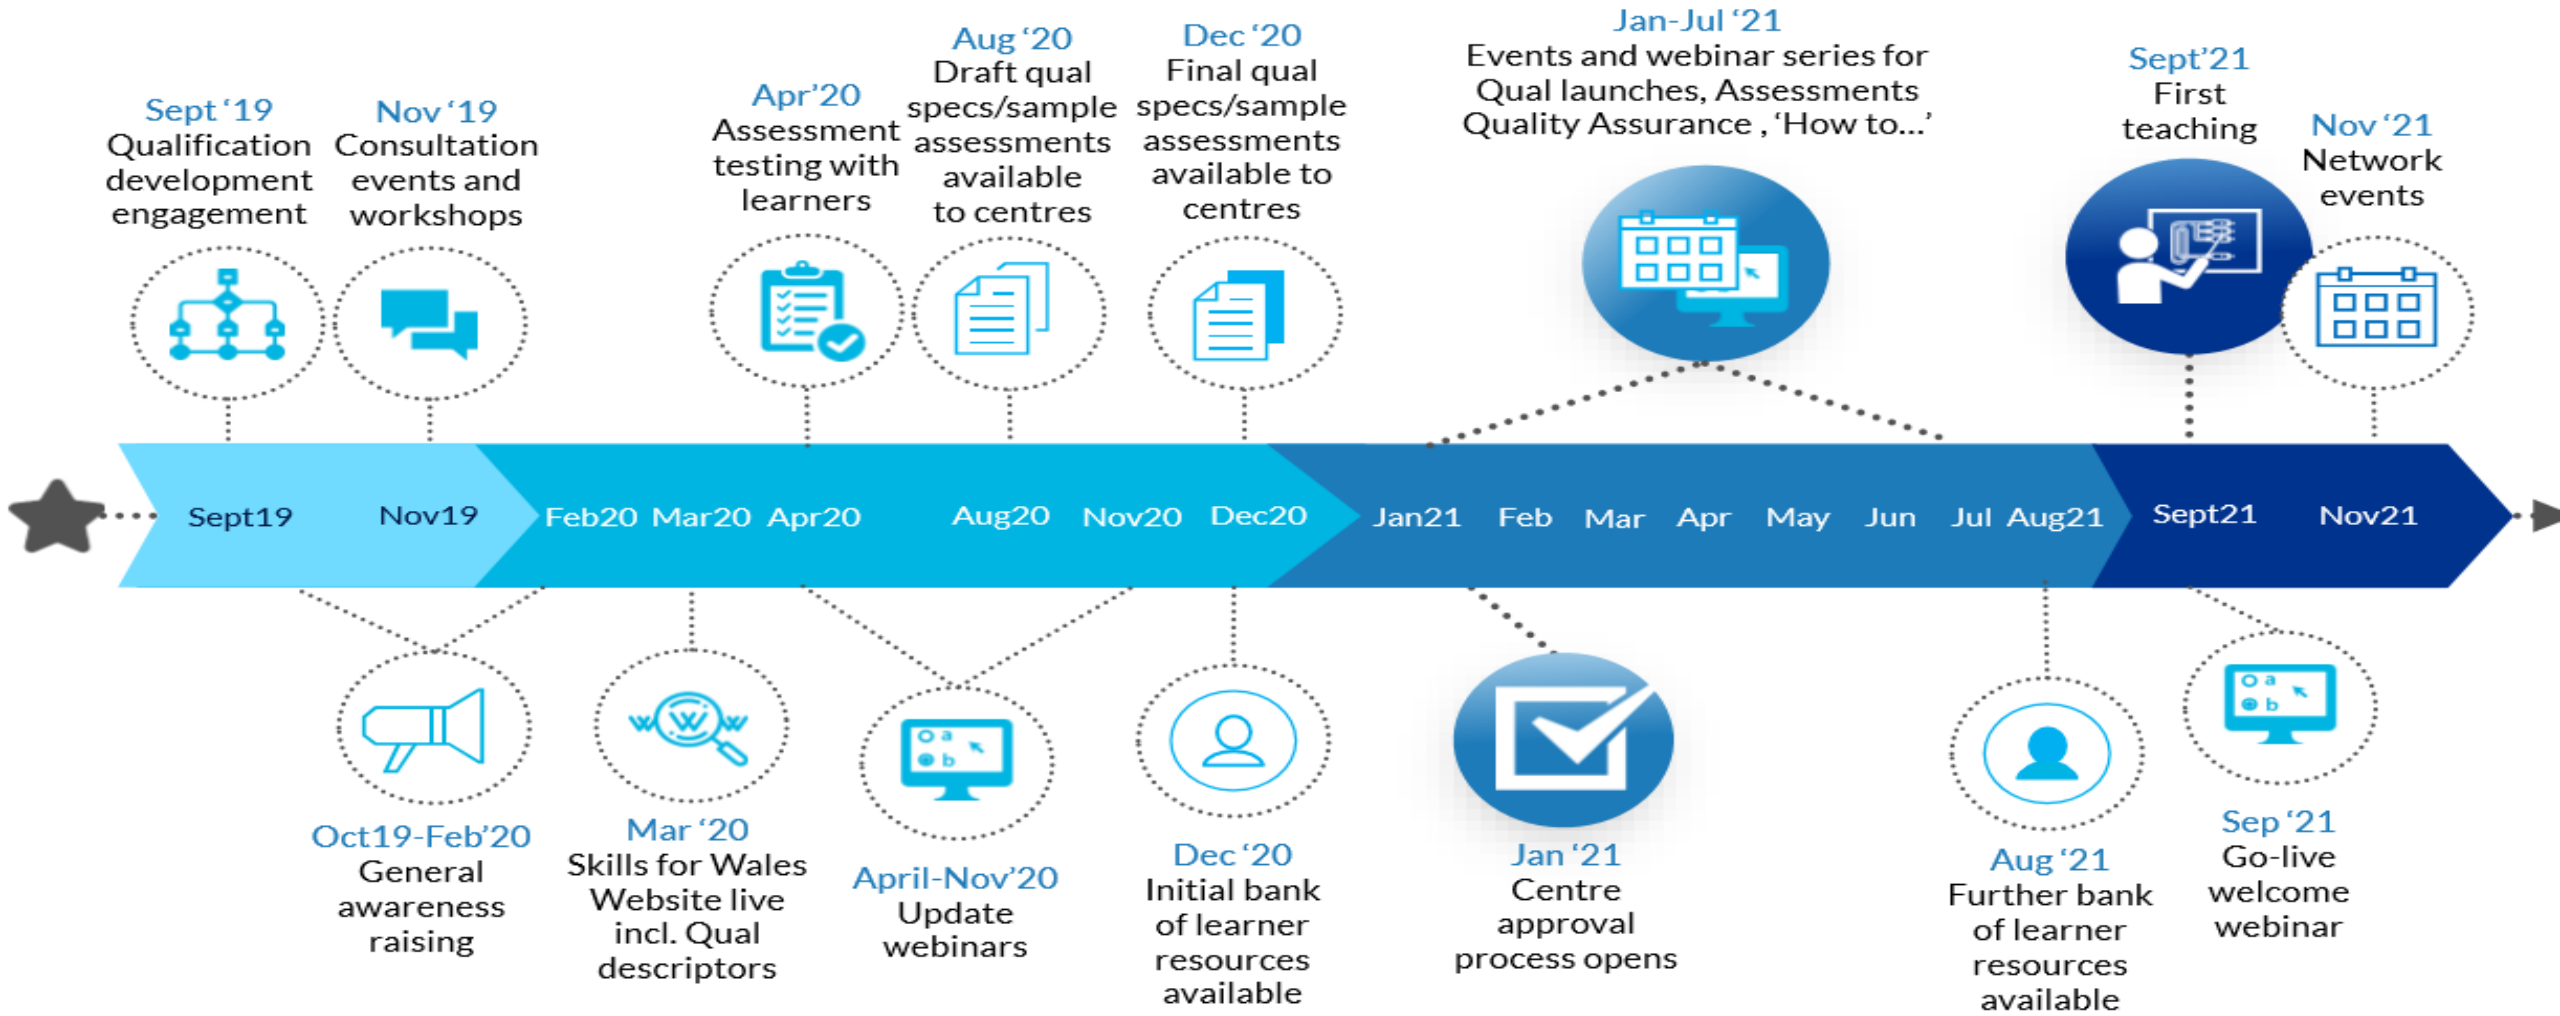 Sept ‘19
Qualification
development
engagement
Nov ‘19
Consultation
events and
workshops
Apr’20
Assessment
testing with
learners
Aug ‘20
Draft qual
specs/sample
assessments
available
to centres
Dec ‘20
Final qual
specs/sample
assessments
available to
centres
Jan-Jul ‘21
Events and webinar series for
Qual launches, Assessments
Quality Assurance , ‘How to...’
Sept’21
First
teaching
Nov ‘21
Network
events
Sept19 Nov19 Feb20 Mar20 Apr20 Aug20 Nov20 Dec20 Jan21 Feb Mar Apr May Jun Jul Aug21 Sept21 Nov21
Oct19-Feb’20
General
awareness
raising
W W W
Mar ‘20
Skills for Wales
Website live
incl. Qual
descriptors
a
b
April-Nov’20
Update
webinars
Dec ‘20
Initial bank
of learner
resources
available
Jan ‘21
Centre
approval
process opens
Aug ‘21
Further bank
of learner
resources
available
a
b
Sep ‘21
Go-live
welcome
webinar